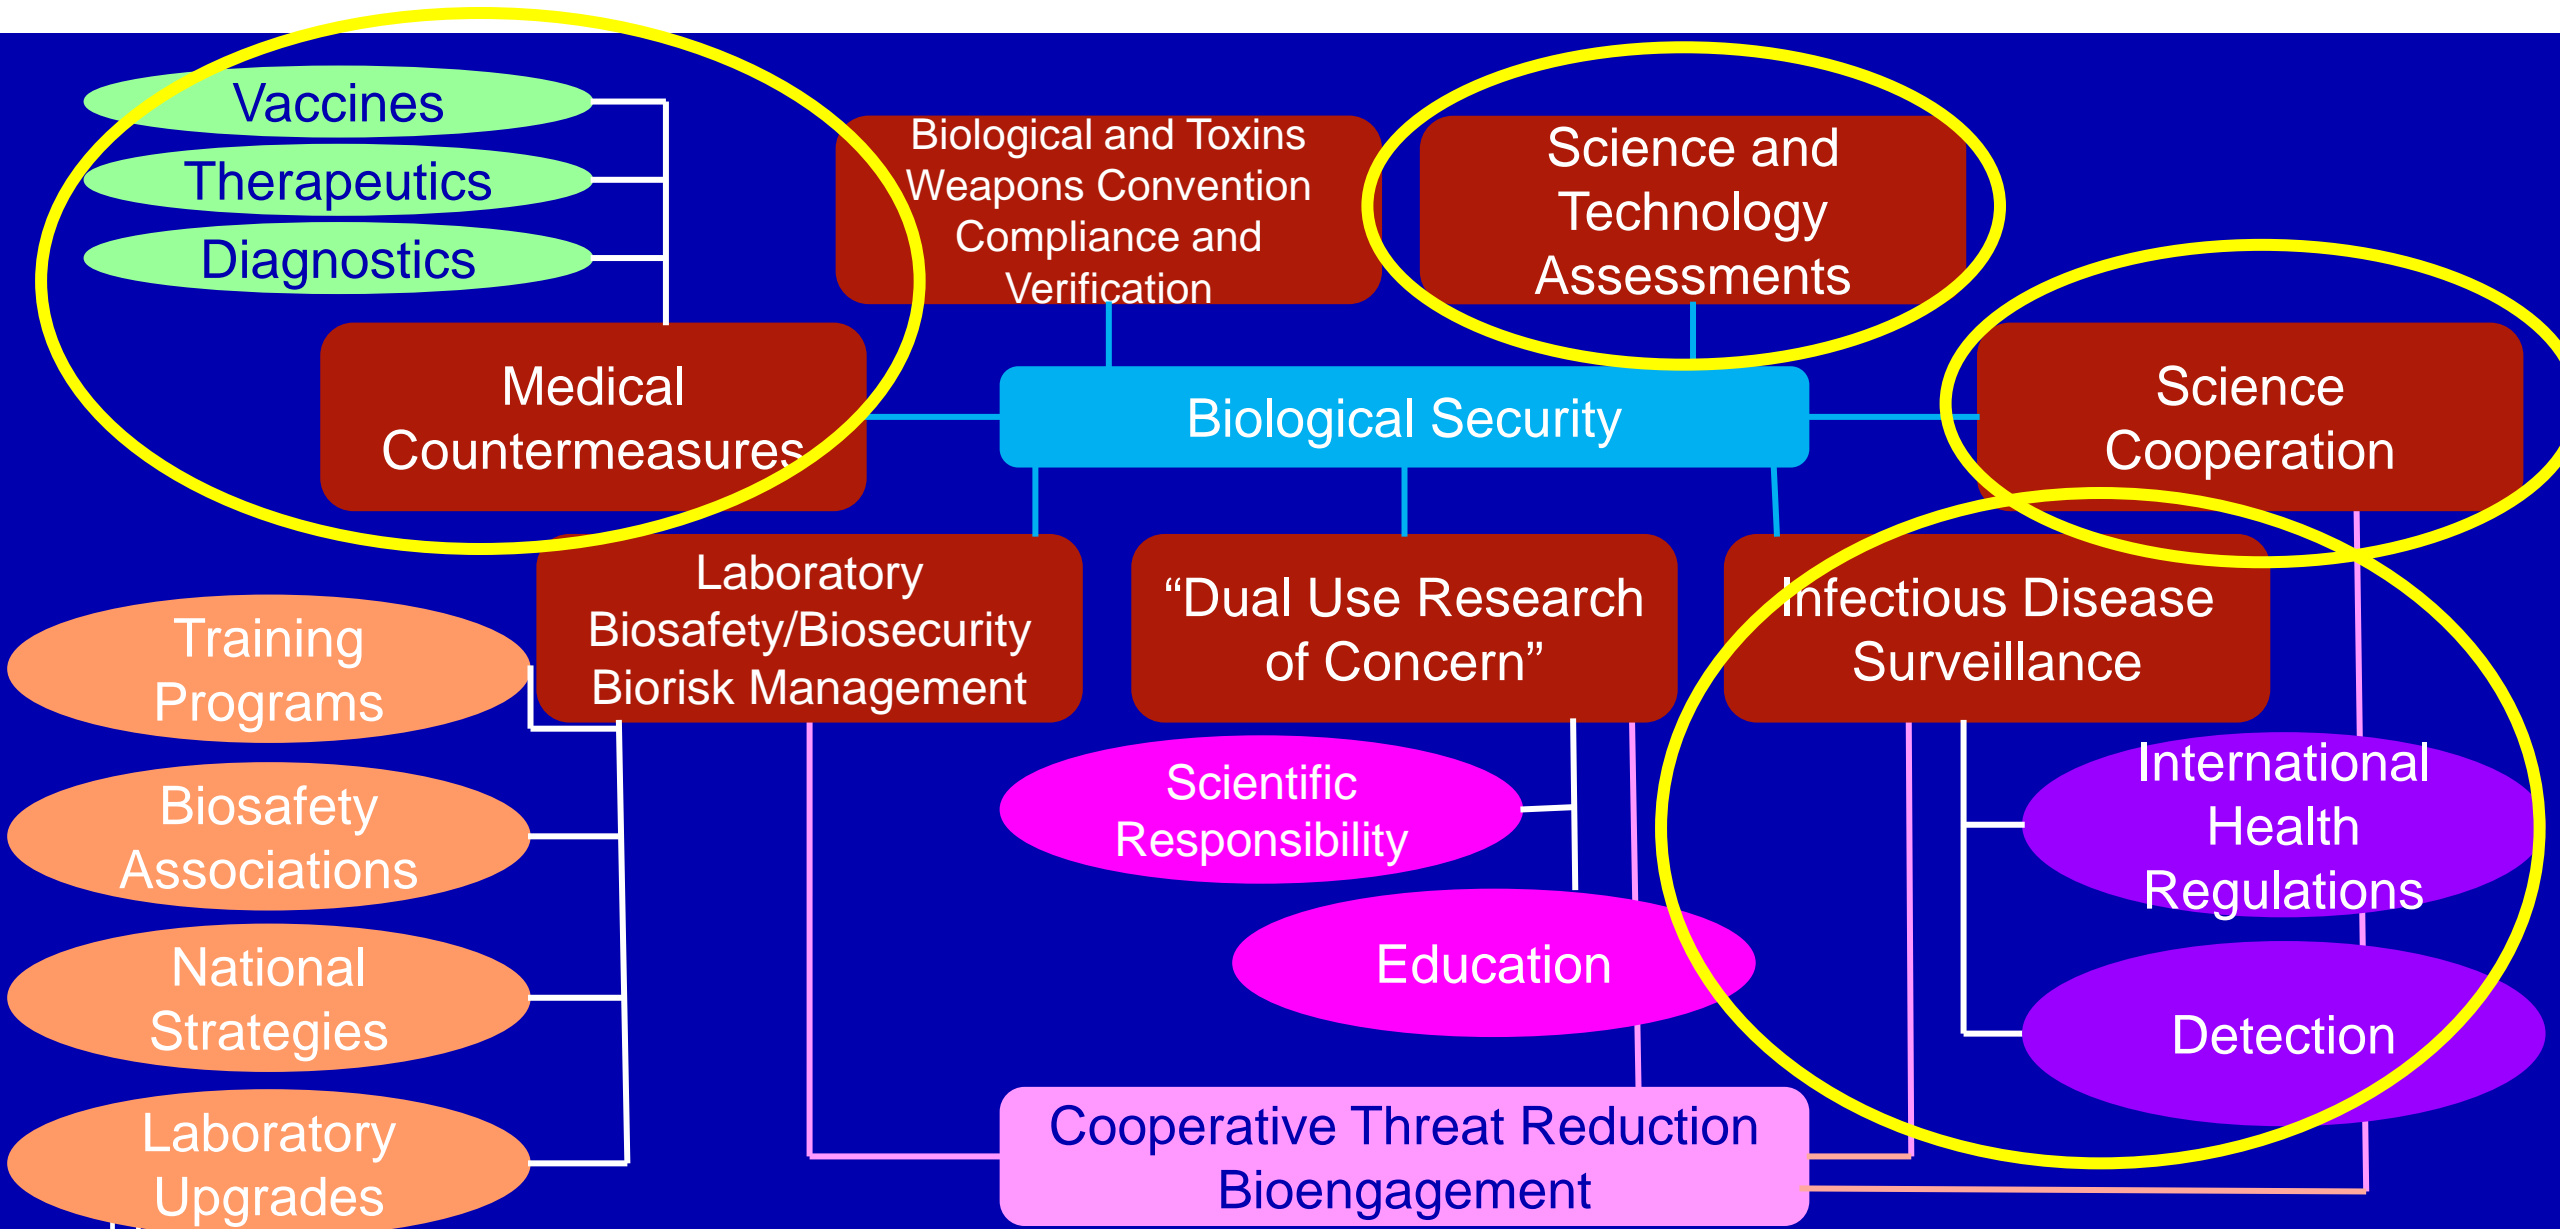 Vaccines
Therapeutics
Diagnostics
Biological and Toxins
Weapons Convention
Compliance and
Verification
Science and
Technology
Assessments
Medical
Countermeasures
Biological Security
Science
Cooperation
Laboratory
Biosafety/Biosecurity
Biorisk Management
“Dual Use Research
of Concern”
Infectious Disease
Surveillance
Training
Programs
Biosafety
Associations
National
Strategies
Laboratory
Upgrades
Scientific
Responsibility
Education
International
Health
Regulations
Detection
Cooperative Threat Reduction
Bioengagement